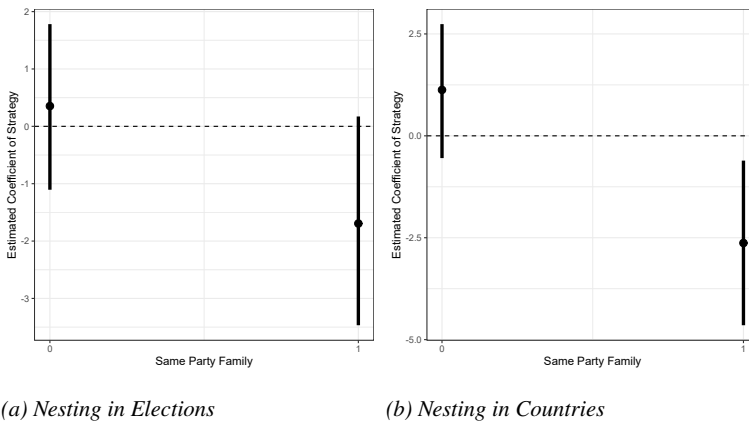 Estimated Coefficient of Strategy
2
1
0
-1
-2
-3
0
1
Same Party Family
Estimated Coefficient of Strategy
2.5
0.0
-2.5
-5.0
0
1
Same Party Family
(a) Nesting in Elections
(b) Nesting in Countries